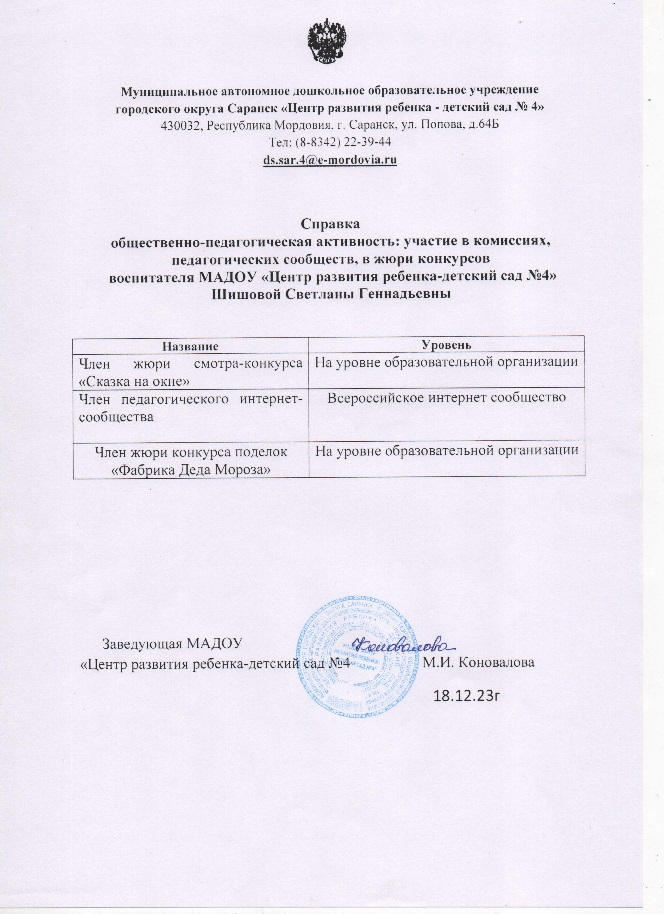 Муниципальное автономное дошкольное образовательное учреждение
городского округа Саранск «Центр развития ребенка - детский сад № 4»
430032, Республика Мордовия, г. Саранск, ул. Попова, д.64Б
Тел: (8-8342) 22-39-44
ds.sar.4@e-mordovia.ru
Справка
общественно-педагогическая активность: участие в комиссиях,
педагогических сообществ, в жюри конкурсов
воспитателя МАДОУ «Центр развития ребенка-детский сад №4»
Шишовой Светланы Геннадьевны
Название Уровень
Член жюри смотра-конкурса На уровне образовательной организации
«Сказка на окне»
Член педагогического интернет- Всероссийское интернет сообщество
сообщества
Член жюри конкурса поделок На уровне образовательной организации
«Фабрика Деда Мороза»
Заведующая МАДОУ Коновалова
«Центр развития ребенка-детский сад №4 М.И. Коновалова
18.12.23г